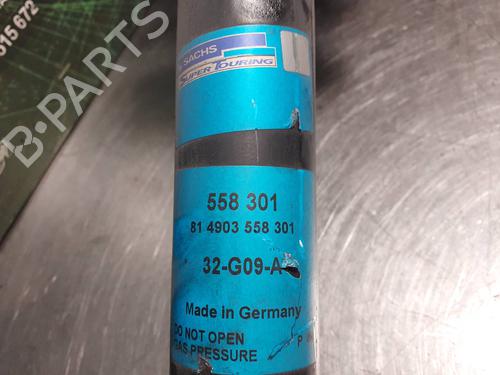 015 672
SACHS
SUPER TOURING
B-PARTS
558 301
81 4903 558 301
32-G09-A
Made in Germany
DO NOT OPEN
GAS PRESSURE
P